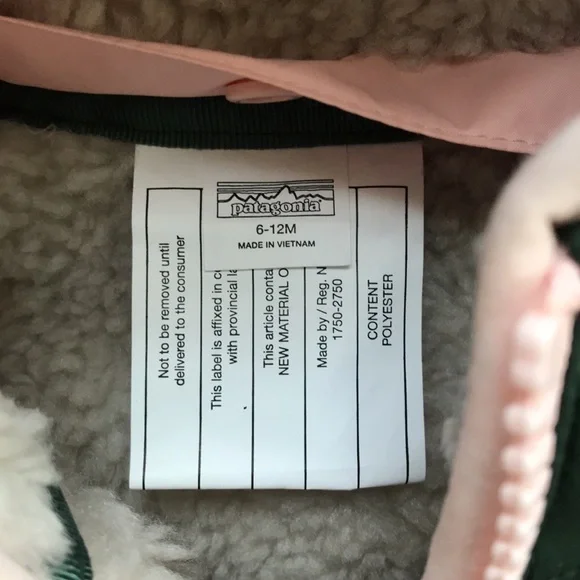 patagonia
6-12M
MADE IN VIETNAM
Not to be removed until
delivered to the consumer
This label is affixed in
with provincial
This article
NEW MATERIAL
Made by / Reg.
1750-2750
CONTENT
POLYESTER